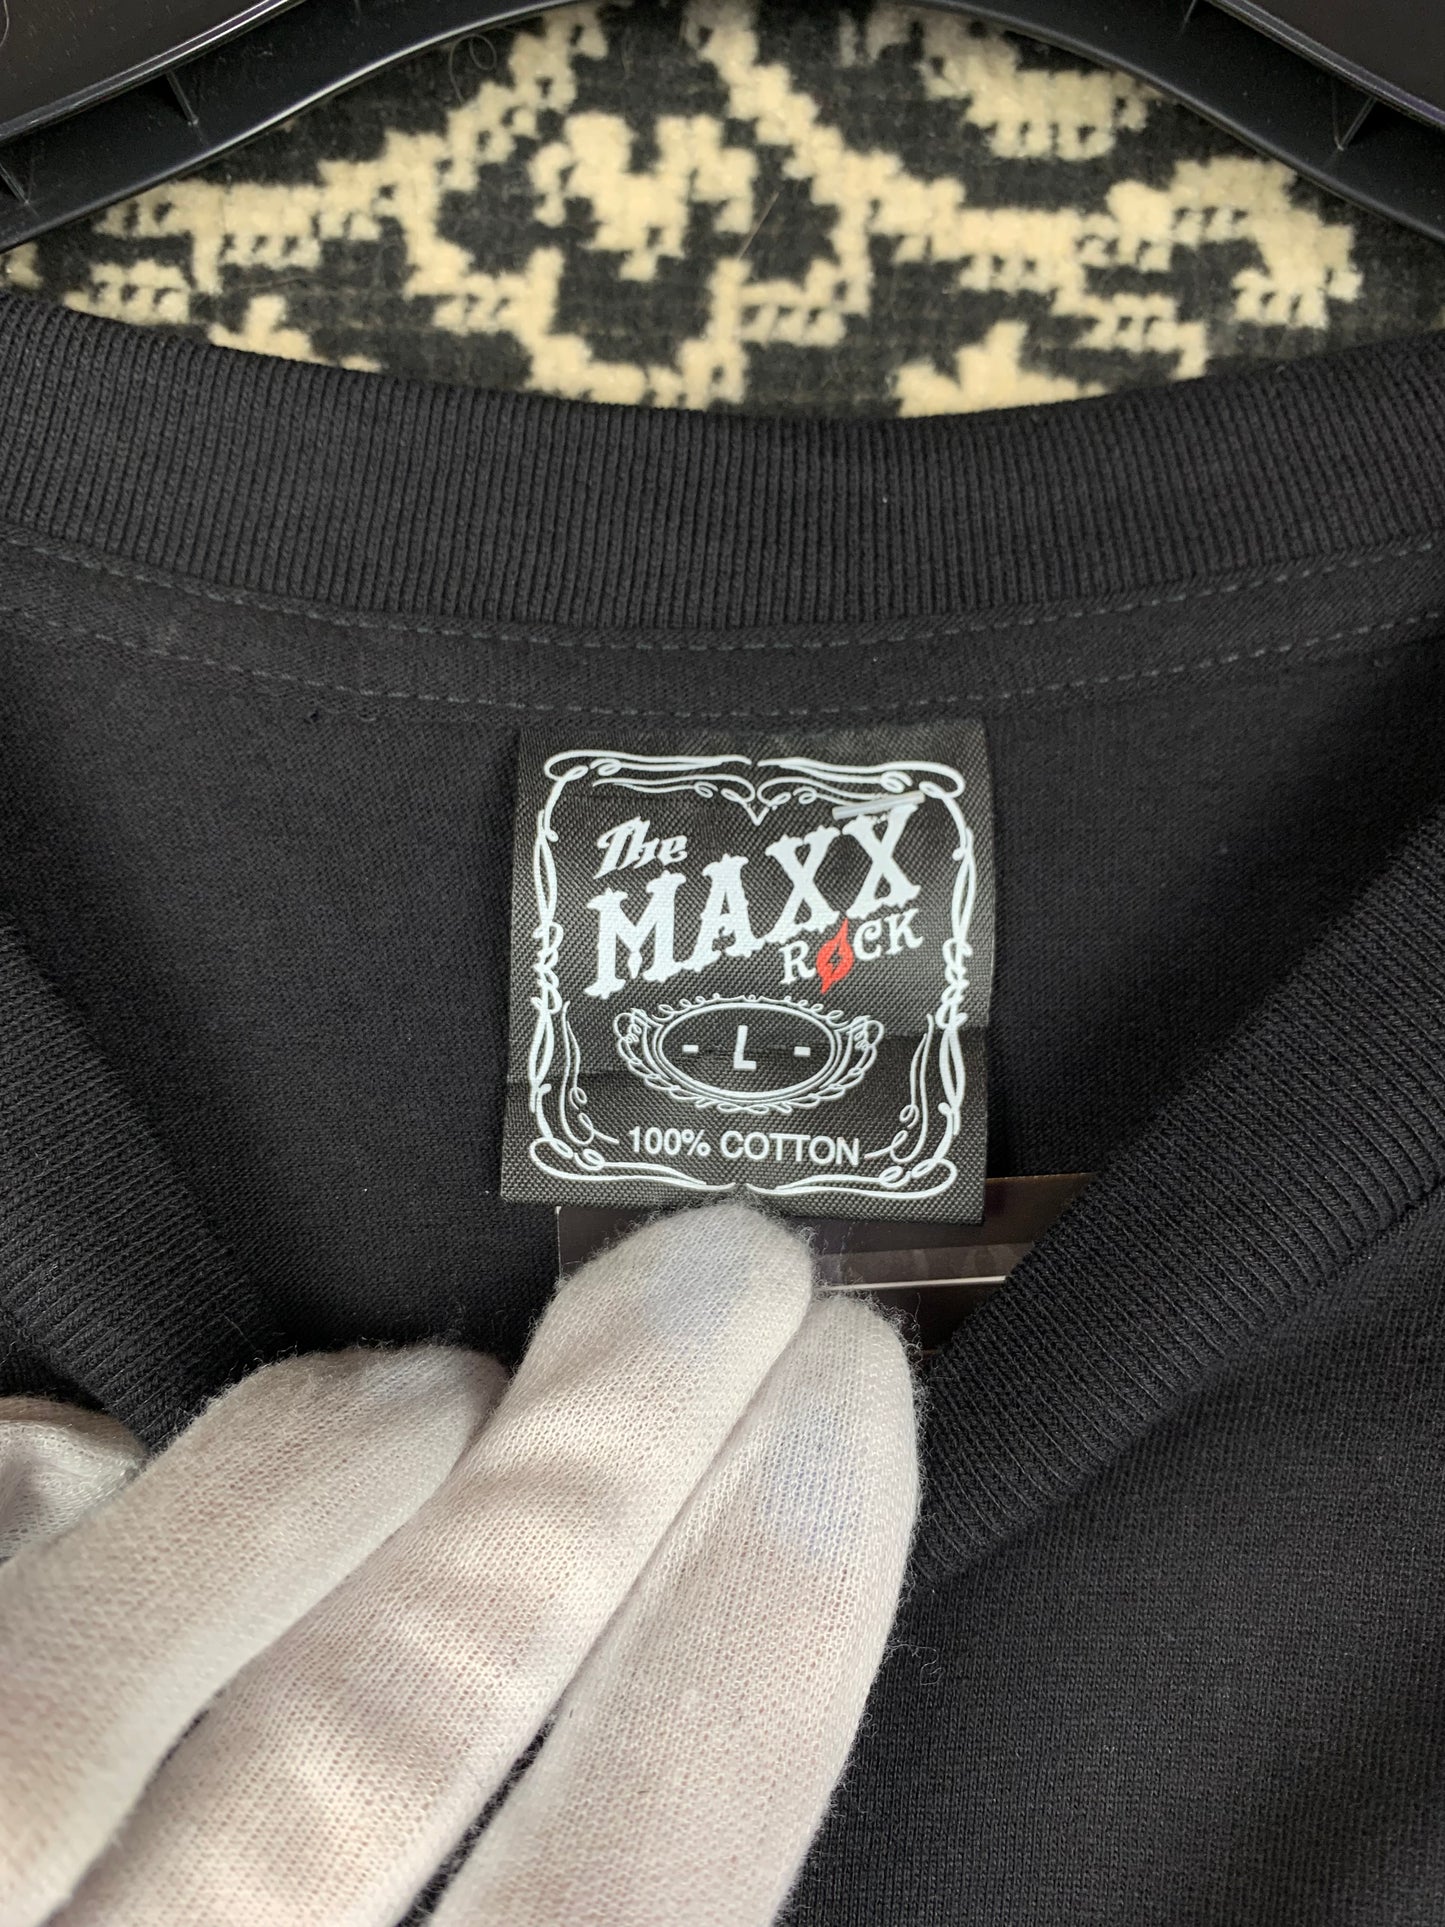 The
MAXX
ROCK
- L -
100% COTTON